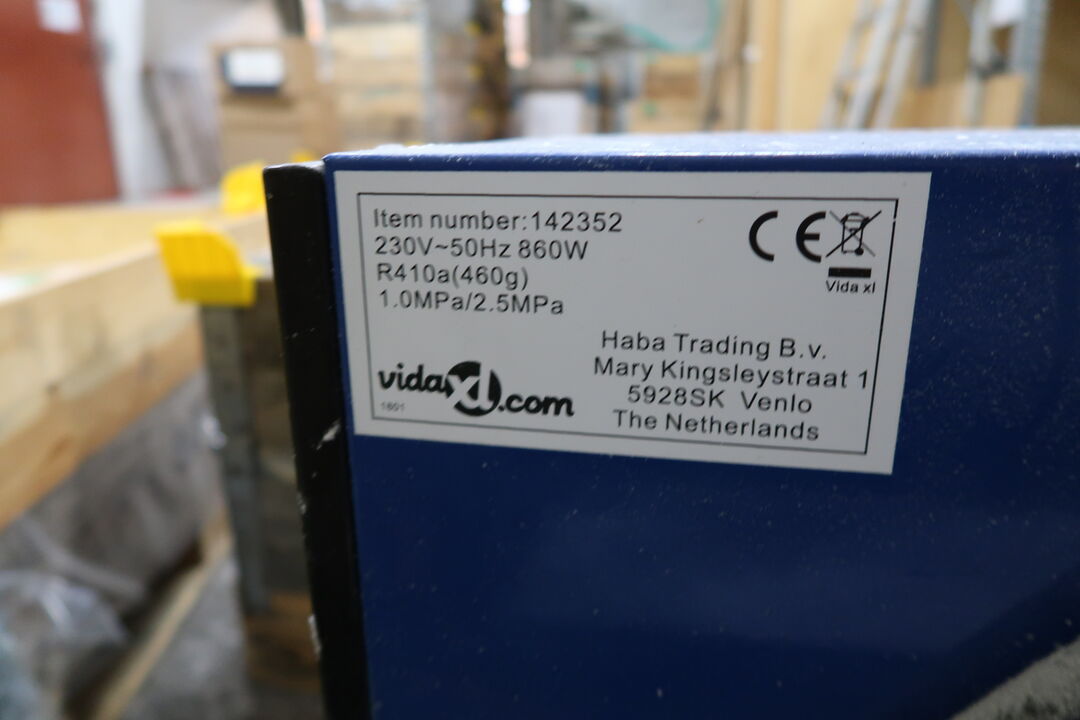 Item number:142352
230V~50Hz 860W
R410a(460g)
1.0MPa/2.5MPa
CE
Vida xl
Haba Trading B.v.
Mary Kingsleystraat 1
5928SK Venlo
The Netherlands
vidaXL.com
1801